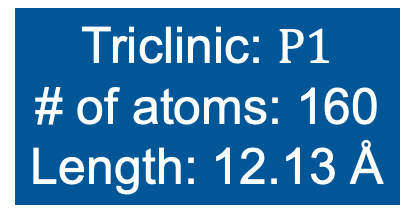 Triclinic: P1
# of atoms: 160
Length: 12.13 Å